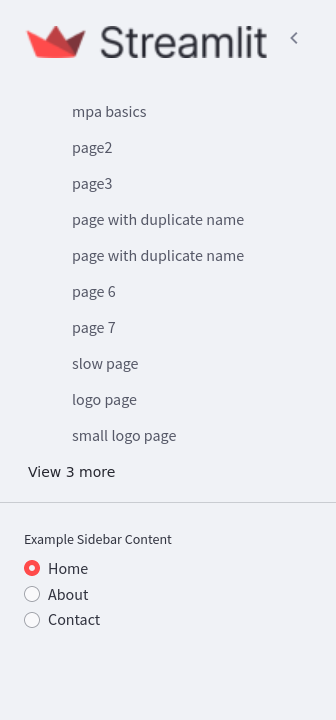 Streamlit
mpa basics
page2
page3
page with duplicate name
page with duplicate name
page 6
page 7
slow page
logo page
small logo page
View 3 more
Example Sidebar Content
Home
About
Contact